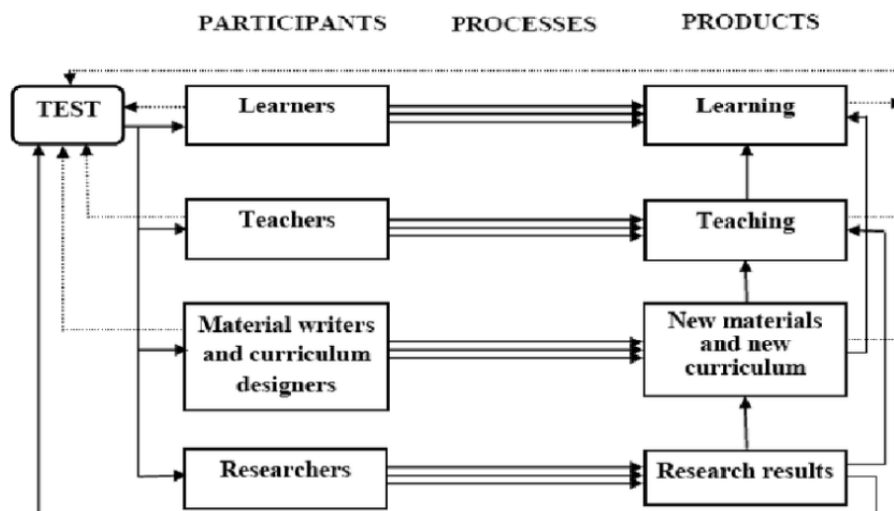 PARTICIPANTS PROCESSES PRODUCTS
TEST
Learners
Learning
Teachers
Teaching
Material writers
and curriculum
designers
New materials
and new
curriculum
Researchers
Research results